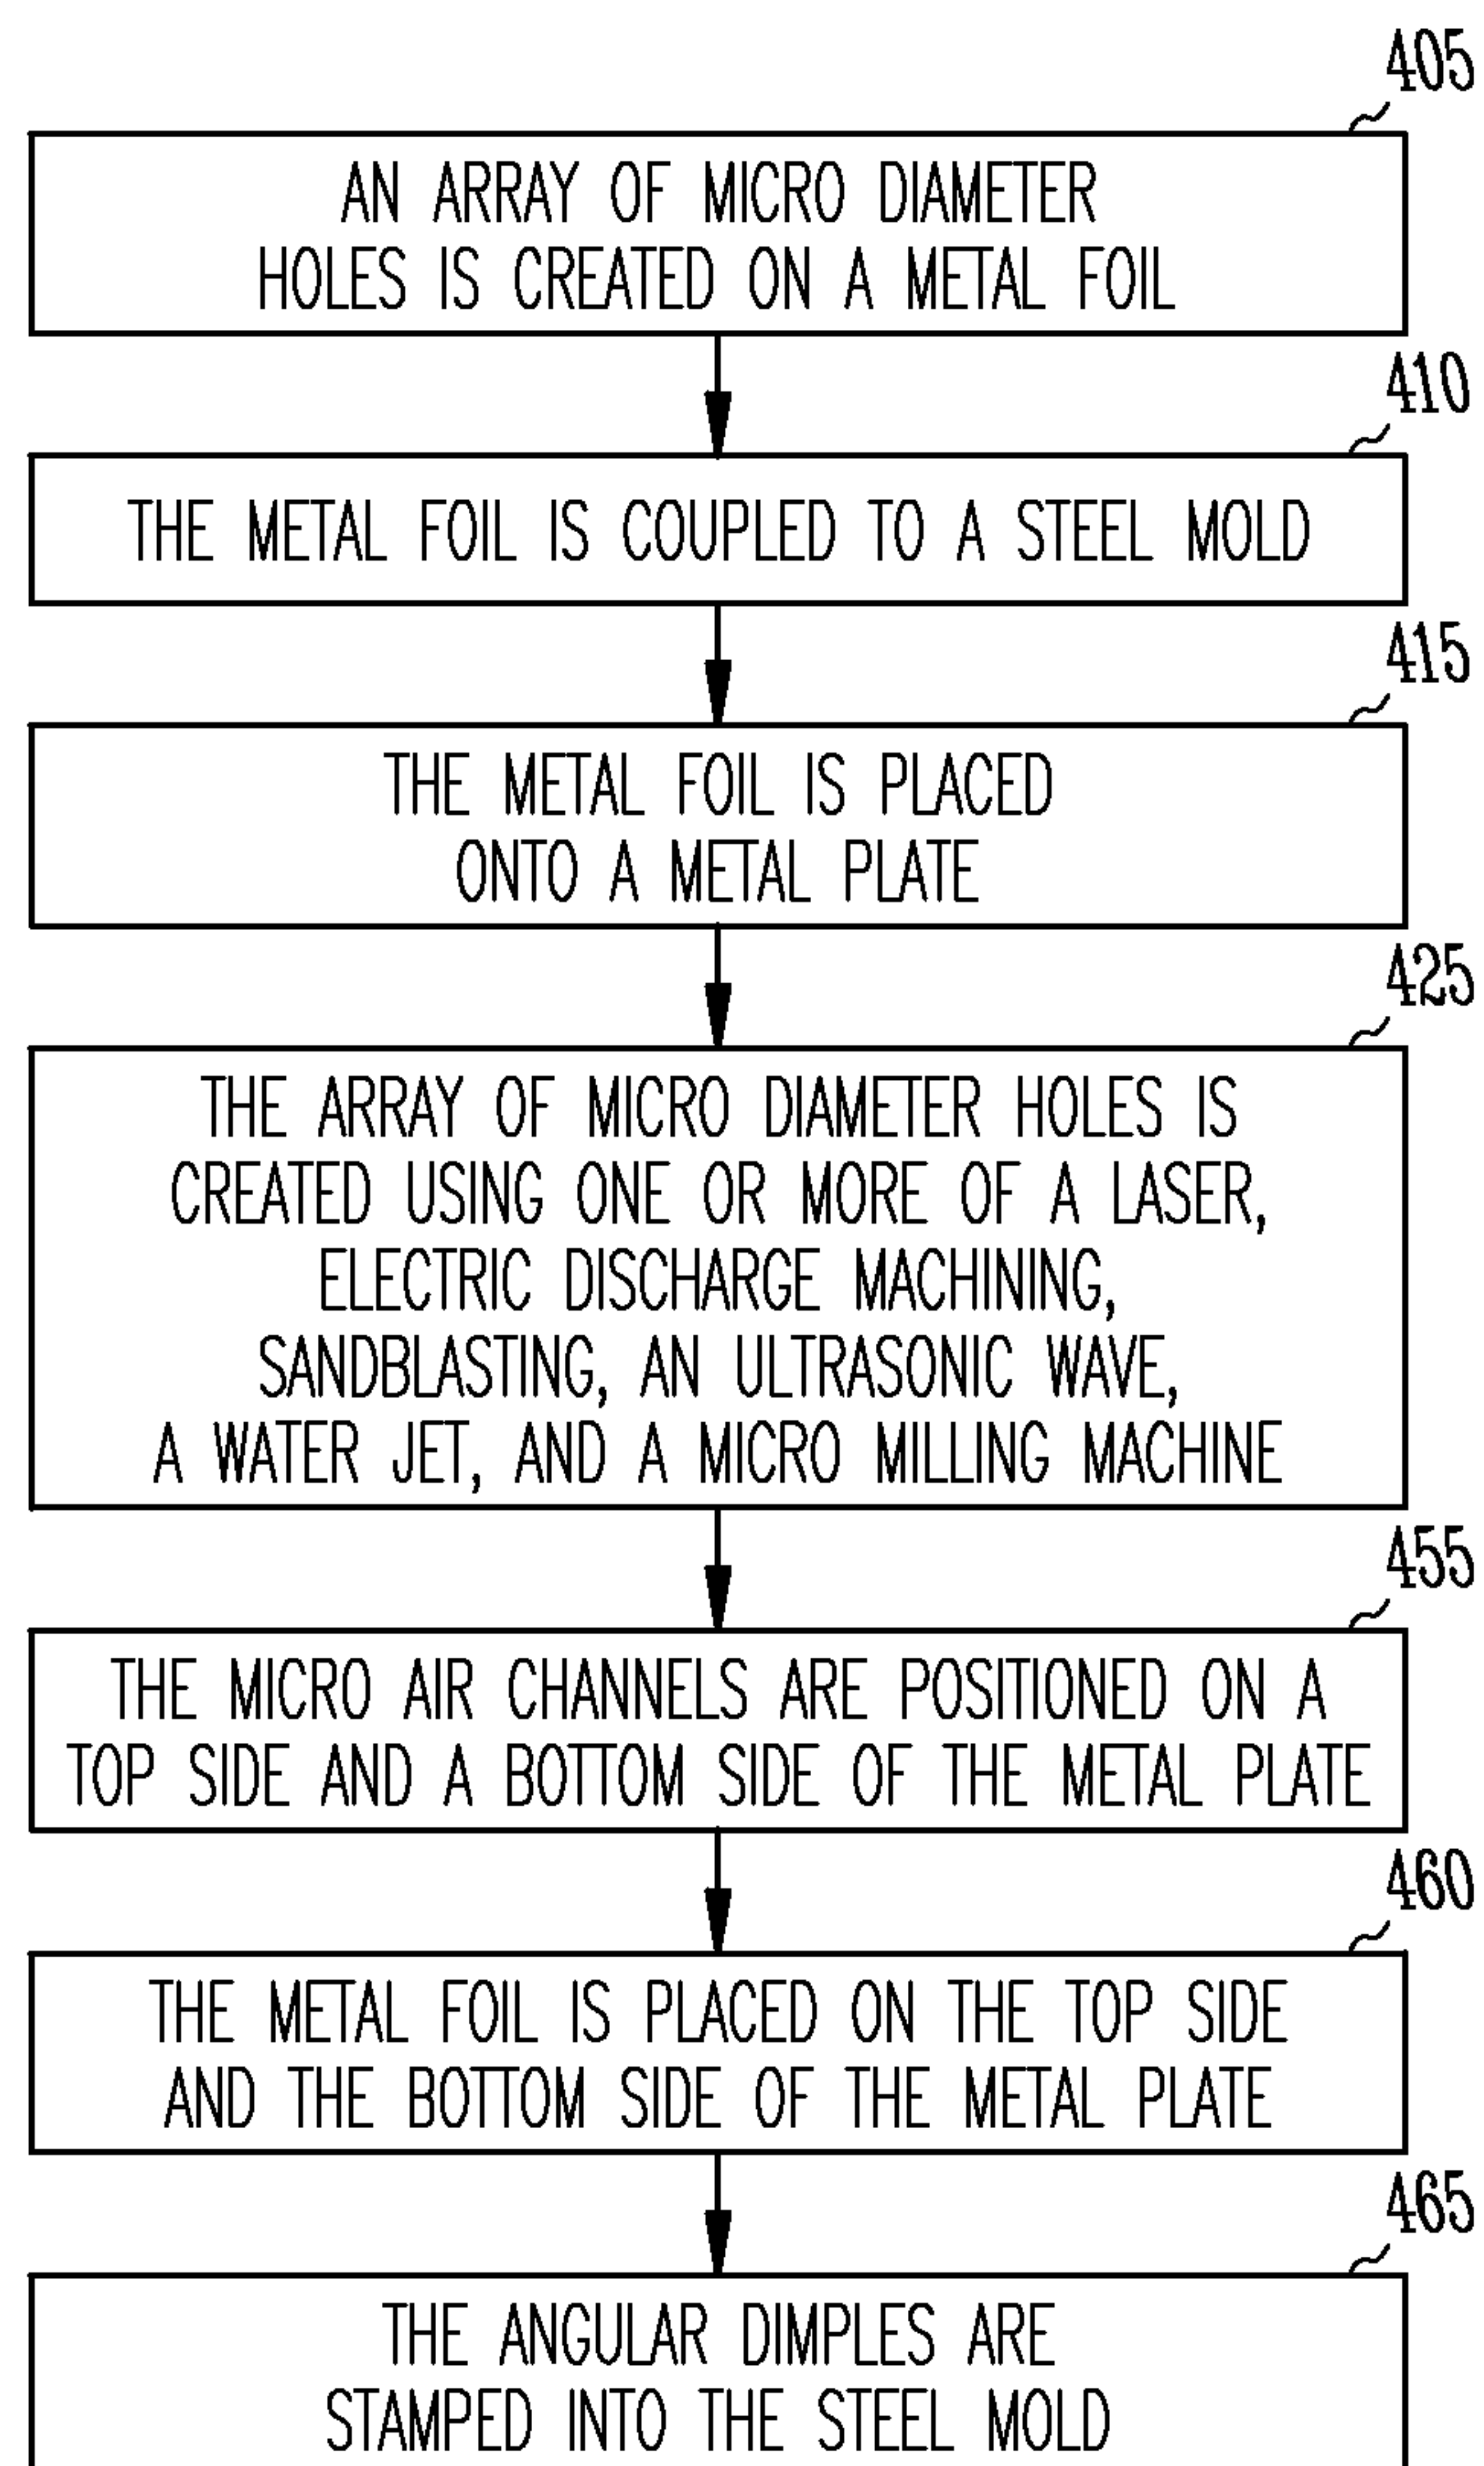 405
AN ARRAY OF MICRO DIAMETER
HOLES IS CREATED ON A METAL FOIL
410
THE METAL FOIL IS COUPLED TO A STEEL MOLD
415
THE METAL FOIL IS PLACED
ONTO A METAL PLATE
425
THE ARRAY OF MICRO DIAMETER HOLES IS
CREATED USING ONE OR MORE OF A LASER,
ELECTRIC DISCHARGE MACHINING,
SANDBLASTING, AN ULTRASONIC WAVE,
A WATER JET, AND A MICRO MILLING MACHINE
455
THE MICRO AIR CHANNELS ARE POSITIONED ON A
TOP SIDE AND A BOTTOM SIDE OF THE METAL PLATE
460
THE METAL FOIL IS PLACED ON THE TOP SIDE
AND THE BOTTOM SIDE OF THE METAL PLATE
465
THE ANGULAR DIMPLES ARE
STAMPED INTO THE STEEL MOLD